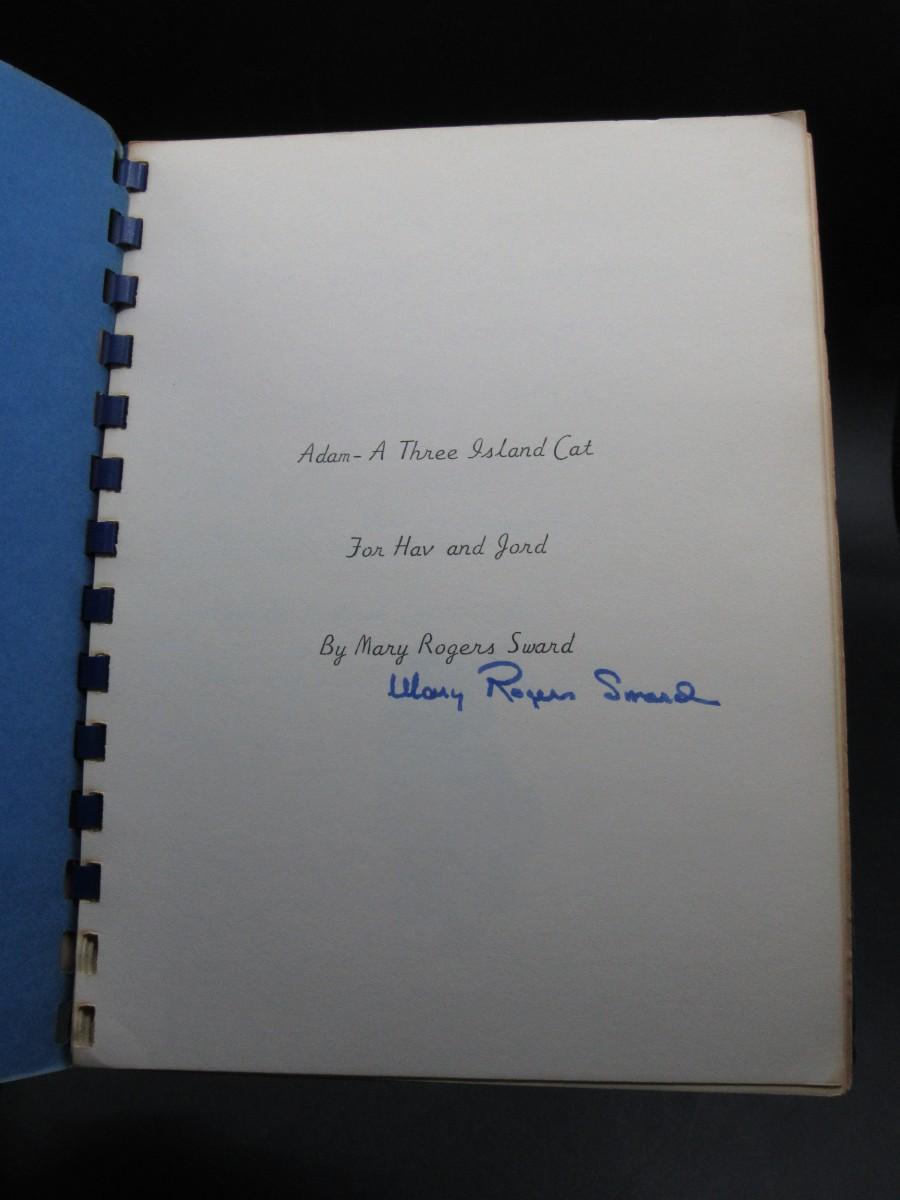 Adam- A Three Island Cat
For Hav and Jord
By Mary Rogers Sward
Mary Rogers Sward